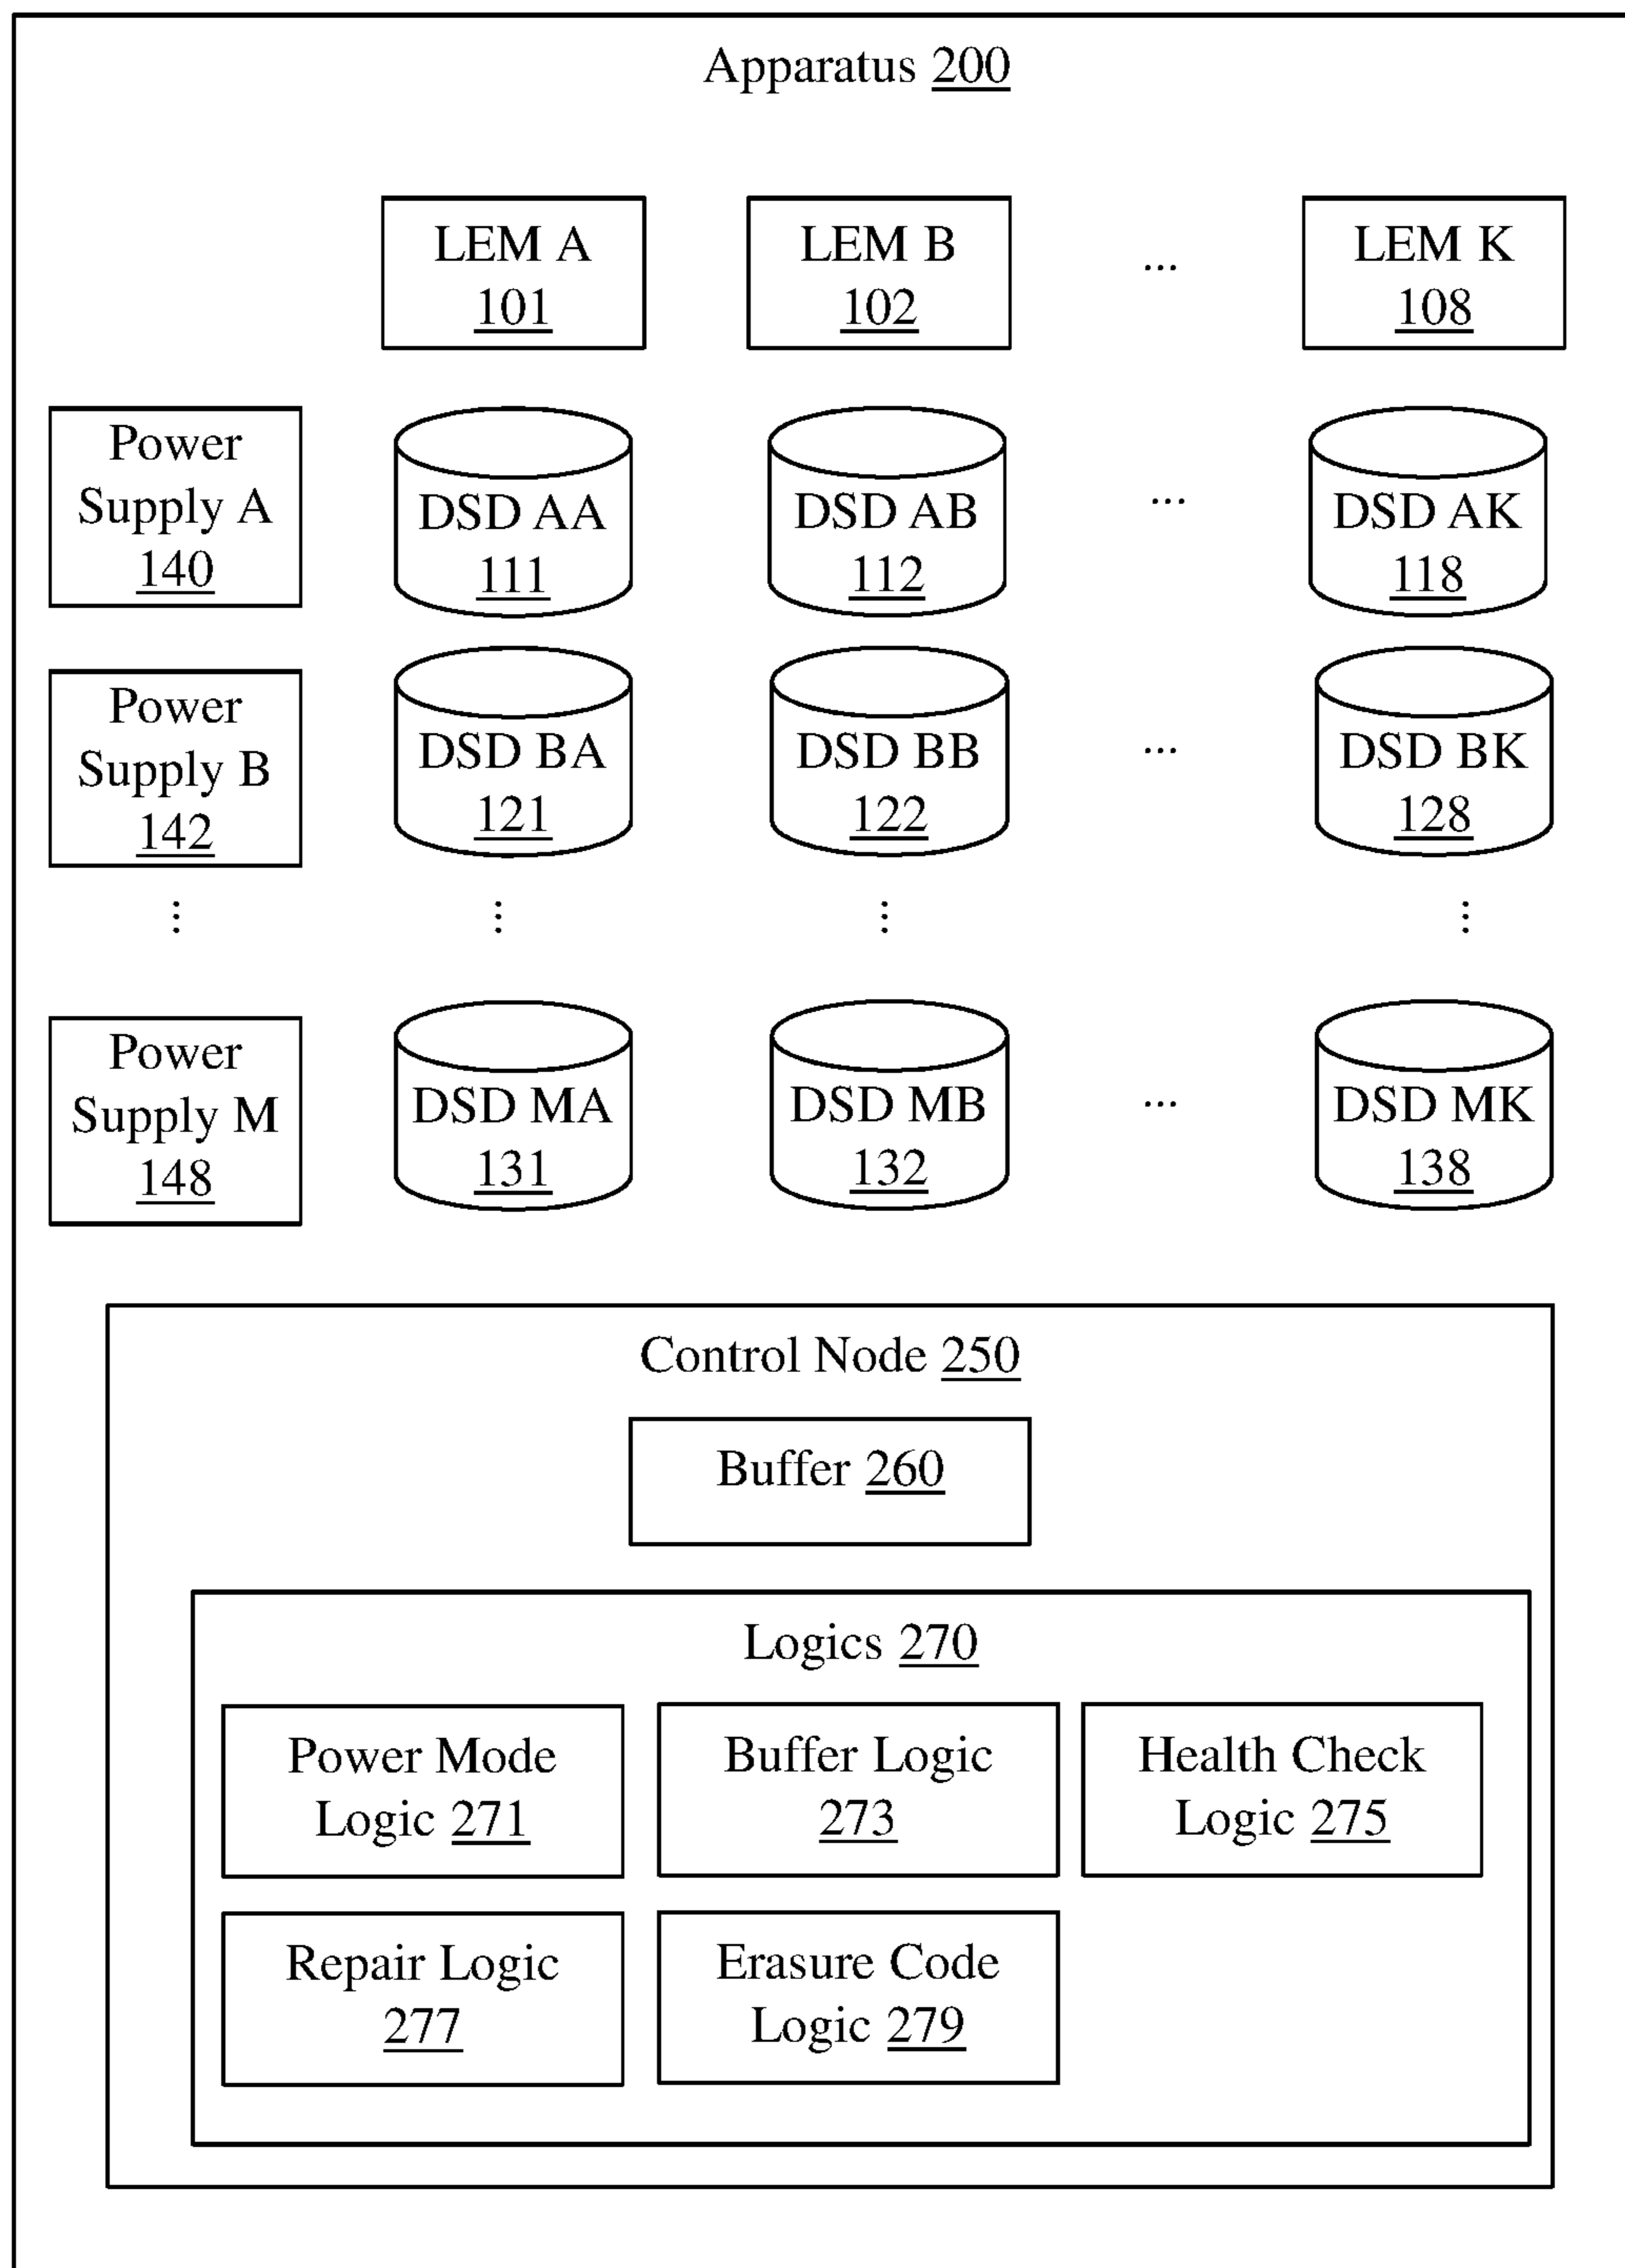 Apparatus 200
LEM A
101
LEM B
102
...
LEM K
108
Power
Supply A
140
DSD AA
111
DSD AB
112
...
DSD AK
118
Power
Supply B
142
DSD BA
121
DSD BB
122
...
DSD BK
128
...
...
...
...
Power
Supply M
148
DSD MA
131
DSD MB
132
...
DSD MK
138
Control Node 250
Buffer 260
Logics 270
Power Mode
Logic 271
Buffer Logic
273
Health Check
Logic 275
Repair Logic
277
Erasure Code
Logic 279